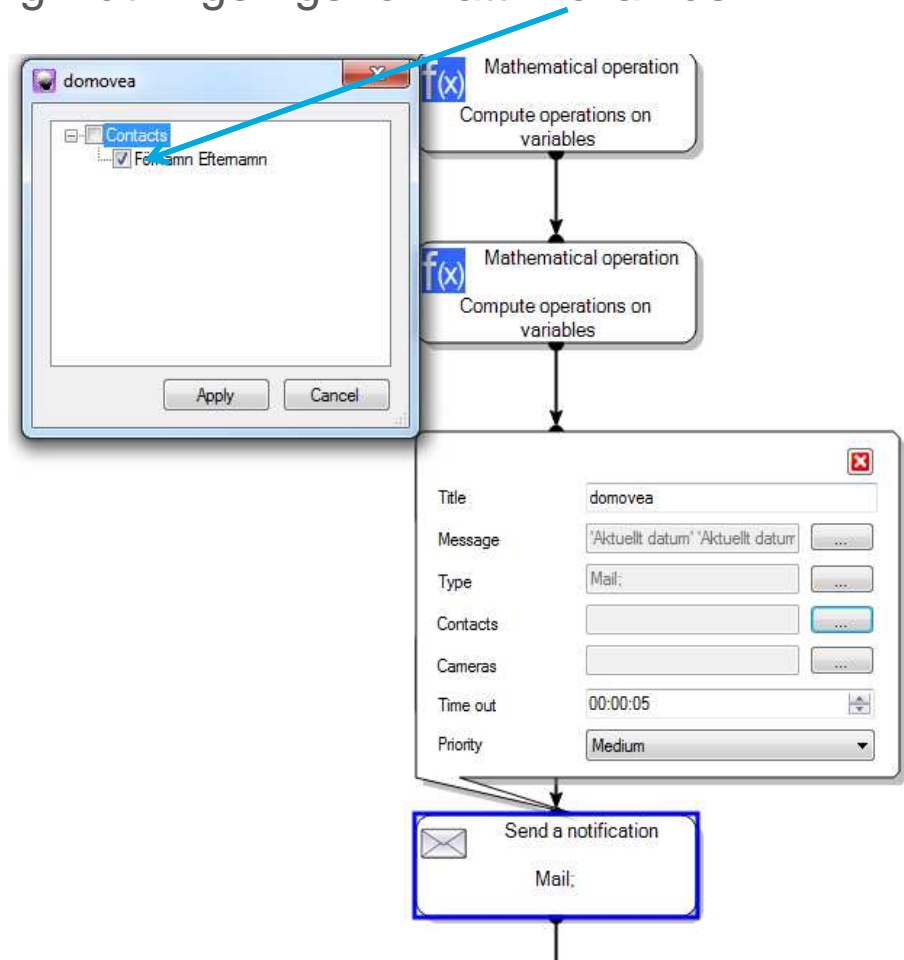 domovea
Contacts
Förnamn Efternamn
Apply
Cancel
f(x)
Mathematical operation
Compute operations on
variables
f(x)
Mathematical operation
Compute operations on
variables
Title
domovea
Message
'Aktuellt datum' 'Aktuellt datum
...
Type
Mail;
...
Contacts
...
Cameras
...
Time out
00:00:05
Priority
Medium
Send a notification
Mail;